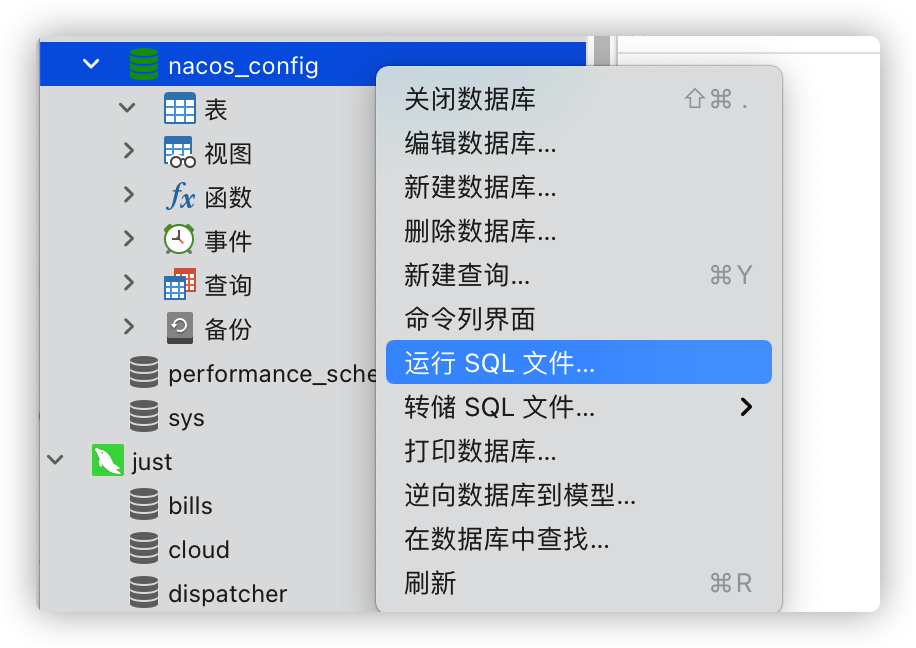 nacos_config
表
视图
fx 函数
事件
查询
备份
performance_sche
sys
just
bills
cloud
dispatcher
关闭数据库 ⇧⌘ .
编辑数据库...
新建数据库...
删除数据库...
新建查询... ⌘Y
命令列界面
运行 SQL 文件...
转储 SQL 文件...
打印数据库...
逆向数据库到模型...
在数据库中查找...
刷新 ⌘R